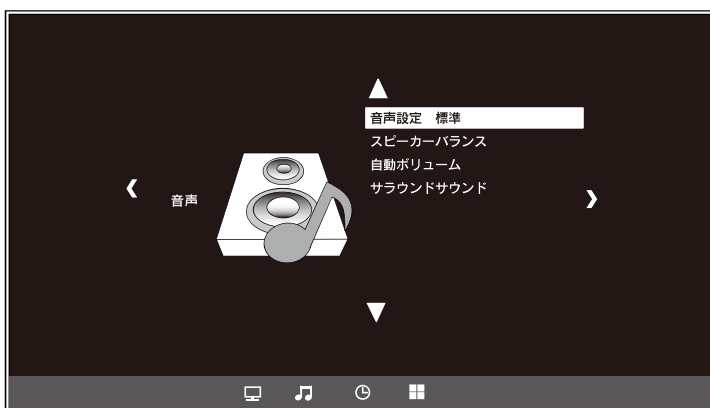 音声設定　標準
スピーカーバランス
自動ボリューム
サラウンドサウンド
音声